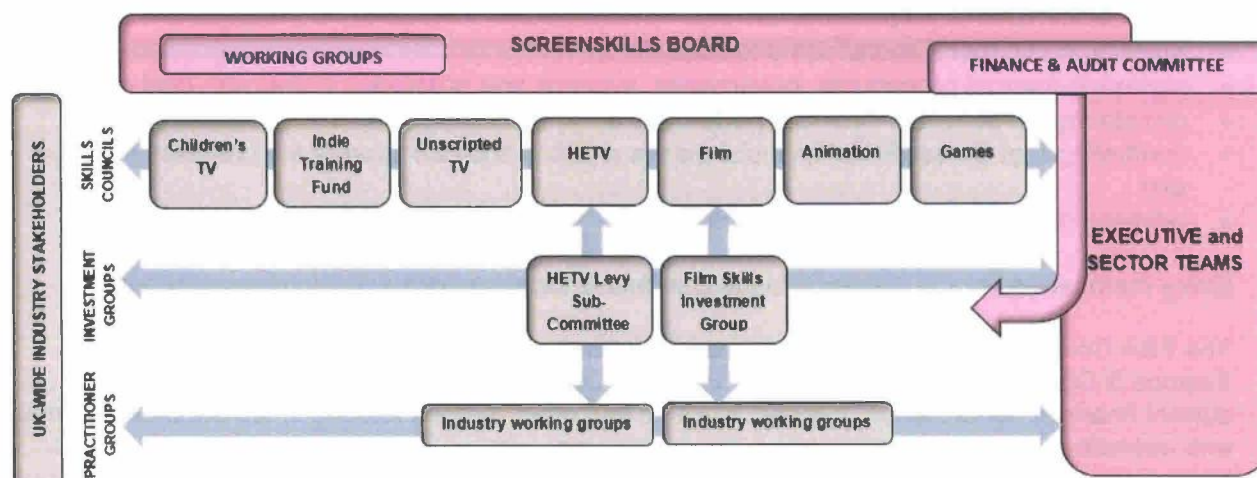 SCREENSKILLS BOARD
WORKING GROUPS
FINANCE & AUDIT COMMITTEE
UK-WIDE INDUSTRY STAKEHOLDERS
SKILLS
COUNCILS
Children's
TV
Indie
Training
Fund
Unscripted
TV
HETV
Film
Animation
Games
EXECUTIVE and
SECTOR TEAMS
INVESTMENT
GROUPS
HETV Levy
Sub-
Committee
Film Skills
Investment
Group
PRACTITIONER
GROUPS
Industry working groups
Industry working groups